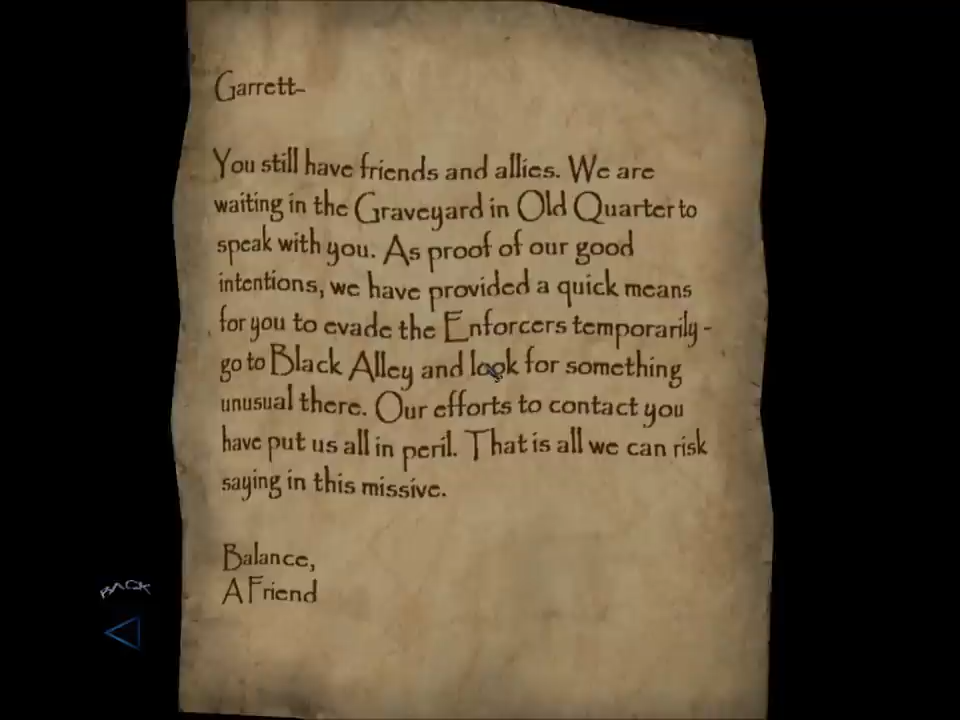 Garrett-
You still have friends and allies. We are
waiting in the Graveyard in Old Quarter to
speak with you. As proof of our good
intentions, we have provided a quick means
for you to evade the Enforcers temporarily -
go to Black Alley and look for something
unusual there. Our efforts to contact you
have put us all in peril. That is all we can risk
saying in this missive.
Balance,
A Friend
BACK